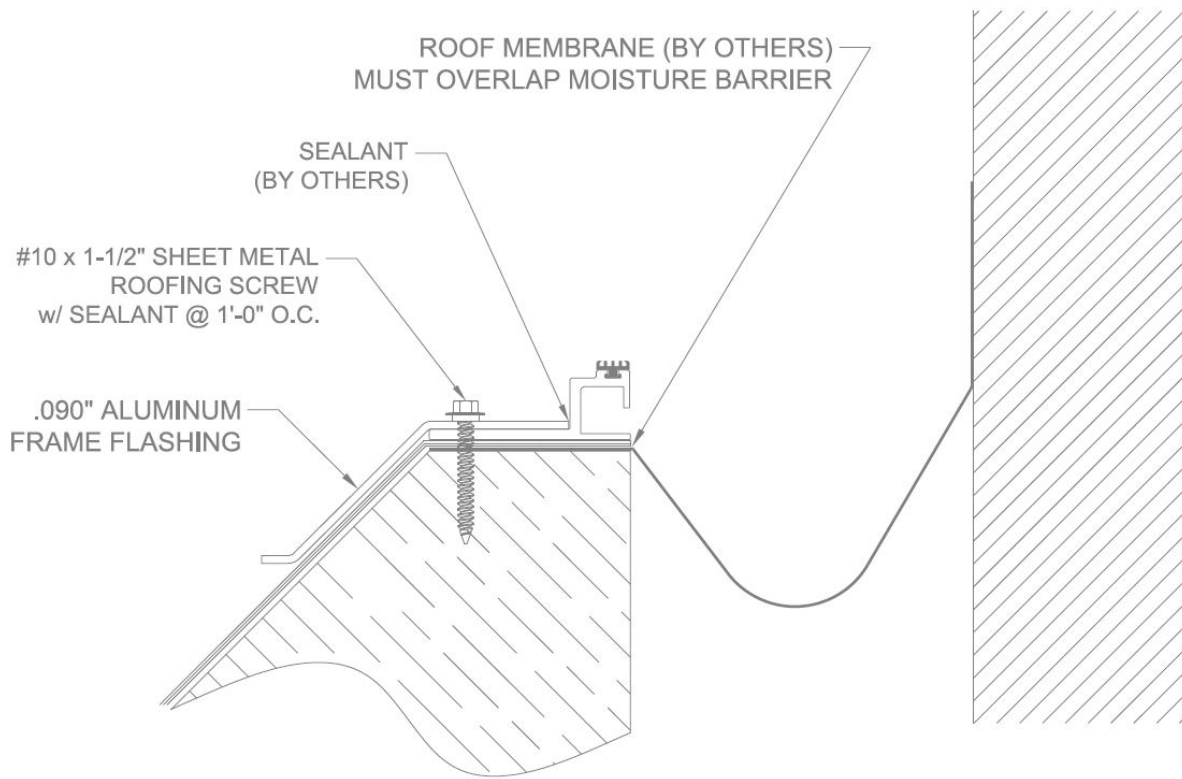 ROOF MEMBRANE (BY OTHERS)
MUST OVERLAP MOISTURE BARRIER
SEALANT
(BY OTHERS)
#10 x 1-1/2" SHEET METAL
ROOFING SCREW
w/ SEALANT @ 1'-0" O.C.
.090" ALUMINUM
FRAME FLASHING